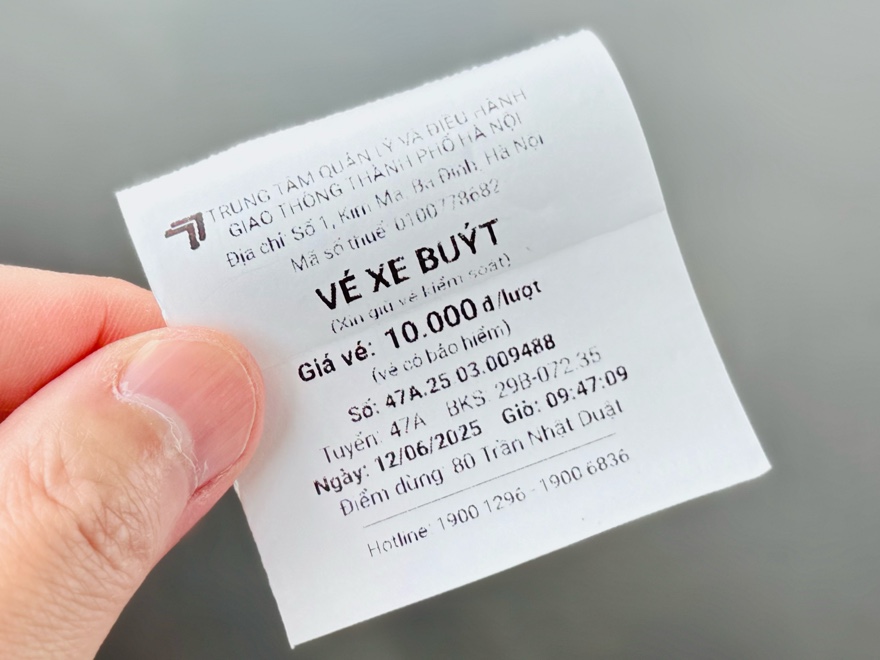 TRUNG TÂM QUẢN LÝ VÀ ĐIỀU HÀNH
GIAO THÔNG THÀNH PHỐ HÀ NỘI
Địa chỉ: Số 1, Kim Mã, Ba Đình, Hà Nội
Mã số thuế: 0100778682
VÉ XE BUÝT
(Xin giữ vé kiểm soát)
Giá vé: 10.000 đ/lượt
(vé có bảo hiểm)
Số: 47A.25 03.009488
Tuyến: 47A BKS: 29B-072.35
Ngày: 12/06/2025 Giờ: 09:47:09
Điểm dừng: 80 Trần Nhật Duật
Hotline: 1900 1296 - 1900 6836